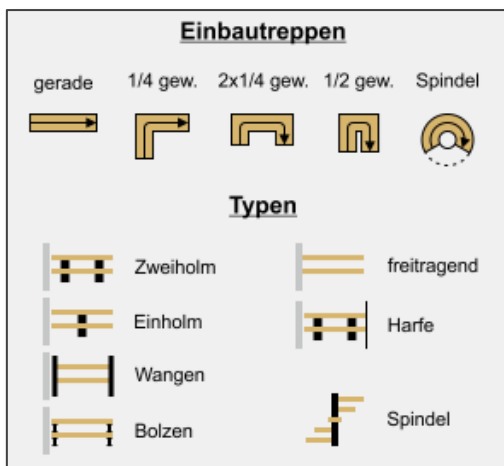 Einbautreppen
gerade
1/4 gew.
2x1/4 gew.
1/2 gew.
Spindel
Typen
Zweiholm
freitragend
Einholm
Harfe
Wangen
Bolzen
Spindel